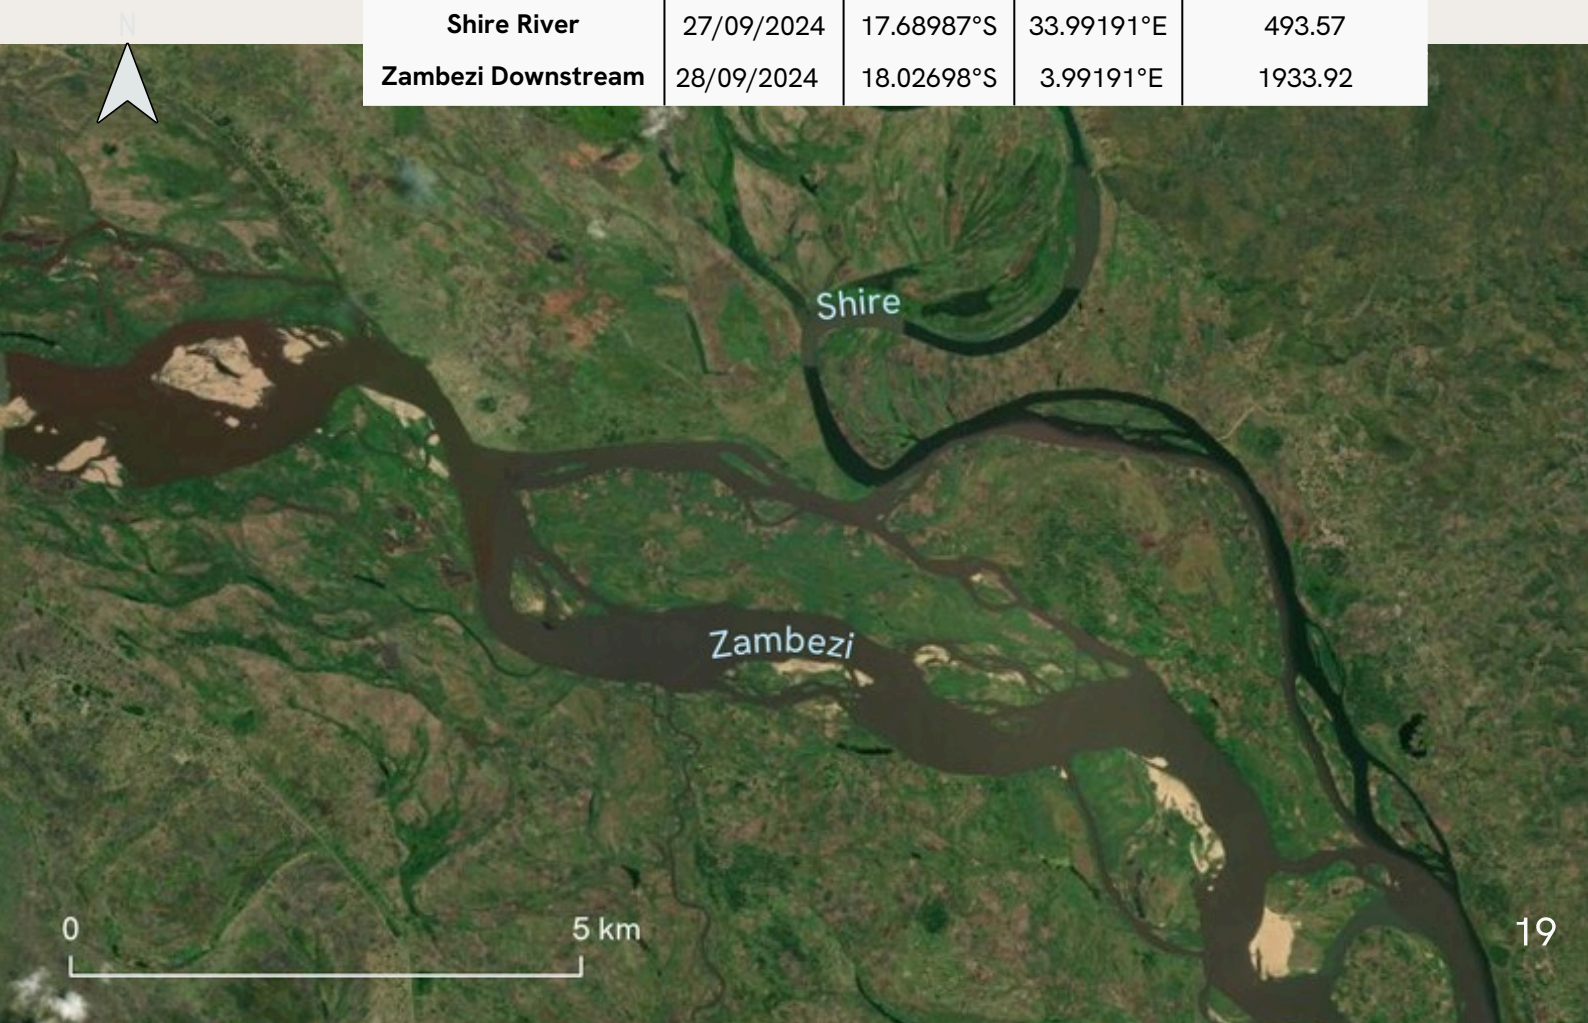 Shire River 27/09/2024 17.68987°S 33.99191°E 493.57
N
Zambezi Downstream 28/09/2024 18.02698°S 3.99191°E 1933.92
Shire
Zambezi
0 5 km
19